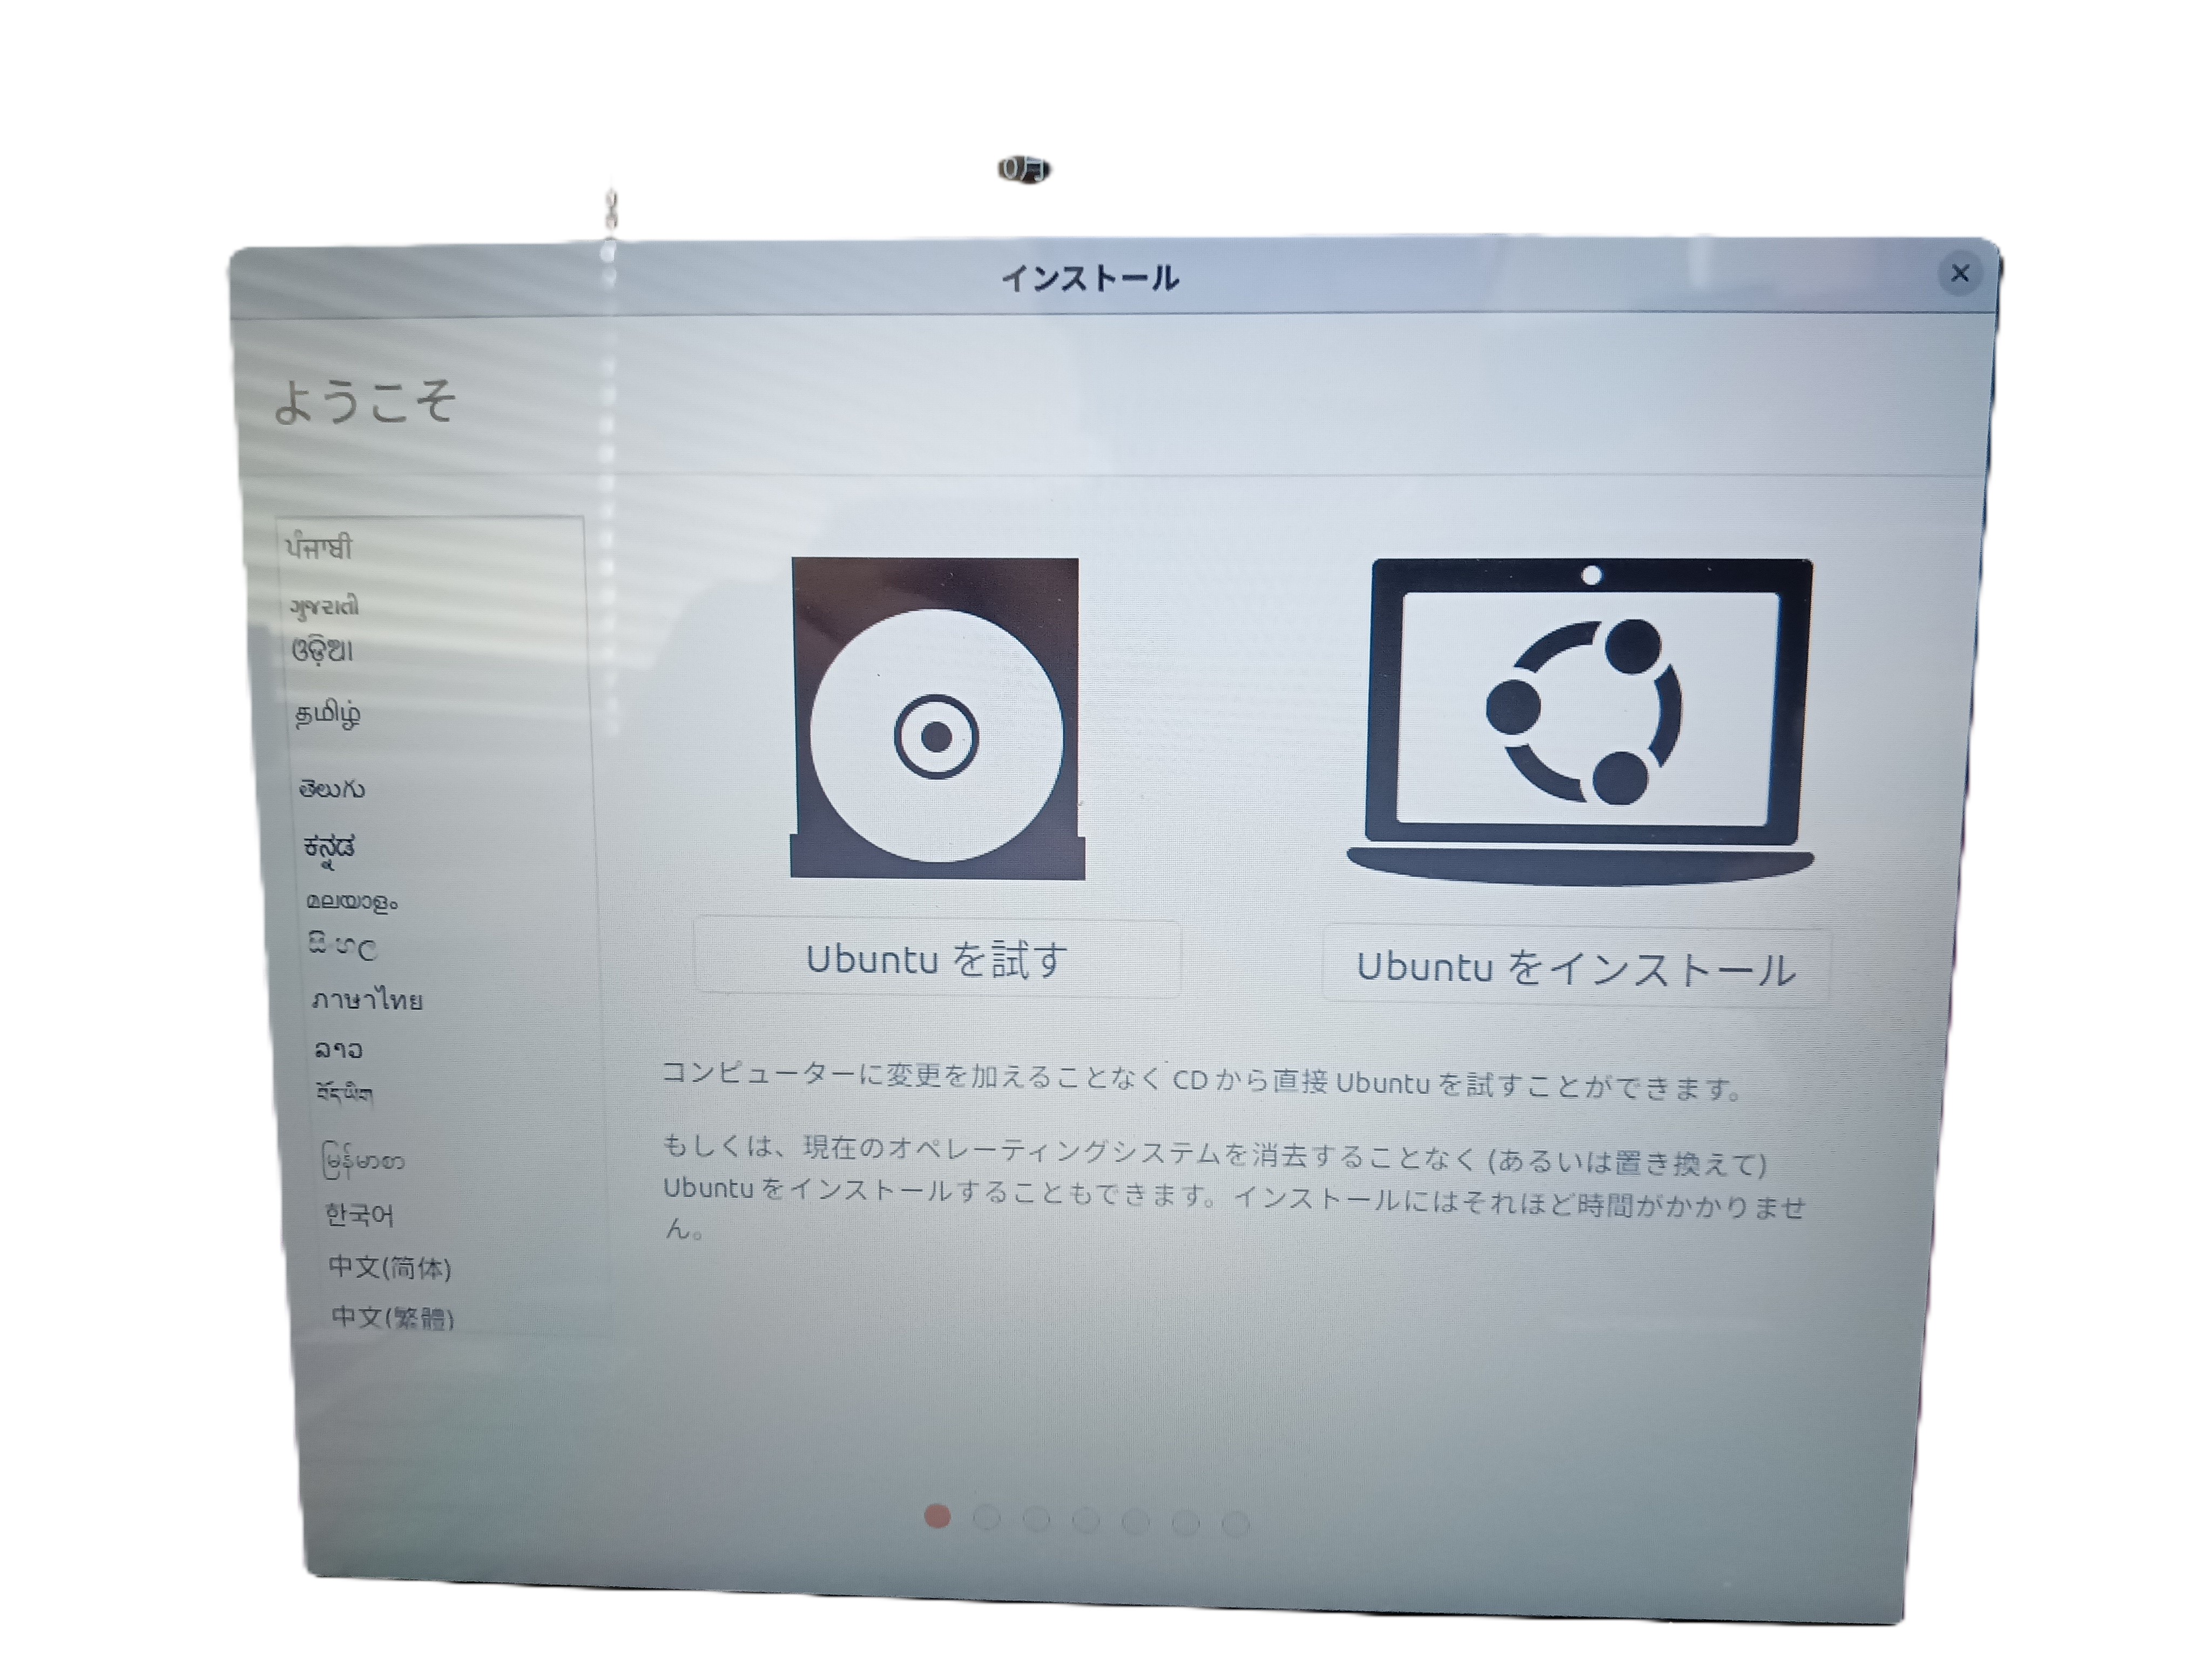 インストール
ようこそ
ਪੰਜਾਬੀ
ગુજરાતી
ଓଡ଼ିଆ
தமிழ்
తెలుగు
ಕನ್ನಡ
മലയാളം
සිංහල
ภาษาไทย
ລາວ
བོད་ཡིག
မြန်မာစာ
한국어
中文(简体)
中文(繁體)
Ubuntu を試す
Ubuntu をインストール
コンピューターに変更を加えることなく CD から直接 Ubuntu を試すことができます。
もしくは、現在のオペレーティングシステムを消去することなく (あるいは置き換えて)
Ubuntu をインストールすることもできます。インストールにはそれほど時間がかかりませ
ん。